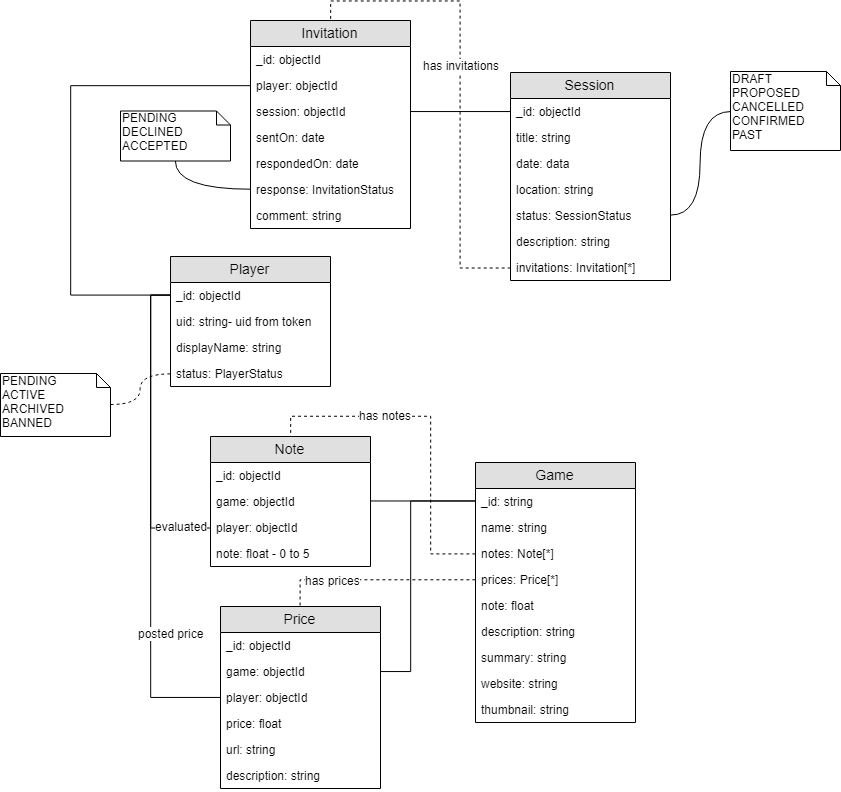 Invitation
_id: objectId
player: objectId
session: objectId
sentOn: date
respondedOn: date
response: InvitationStatus
comment: string
has invitations
Session
_id: objectId
title: string
date: data
location: string
status: SessionStatus
description: string
invitations: Invitation[*]
DRAFT
PROPOSED
CANCELLED
CONFIRMED
PAST
PENDING
DECLINED
ACCEPTED
Player
_id: objectId
uid: string- uid from token
displayName: string
status: PlayerStatus
PENDING
ACTIVE
ARCHIVED
BANNED
has notes
Note
_id: objectId
game: objectId
player: objectId
note: float - 0 to 5
evaluated
Game
_id: string
name: string
notes: Note[*]
prices: Price[*]
note: float
description: string
summary: string
website: string
thumbnail: string
has prices
posted price
Price
_id: objectId
game: objectId
player: objectId
price: float
url: string
description: string